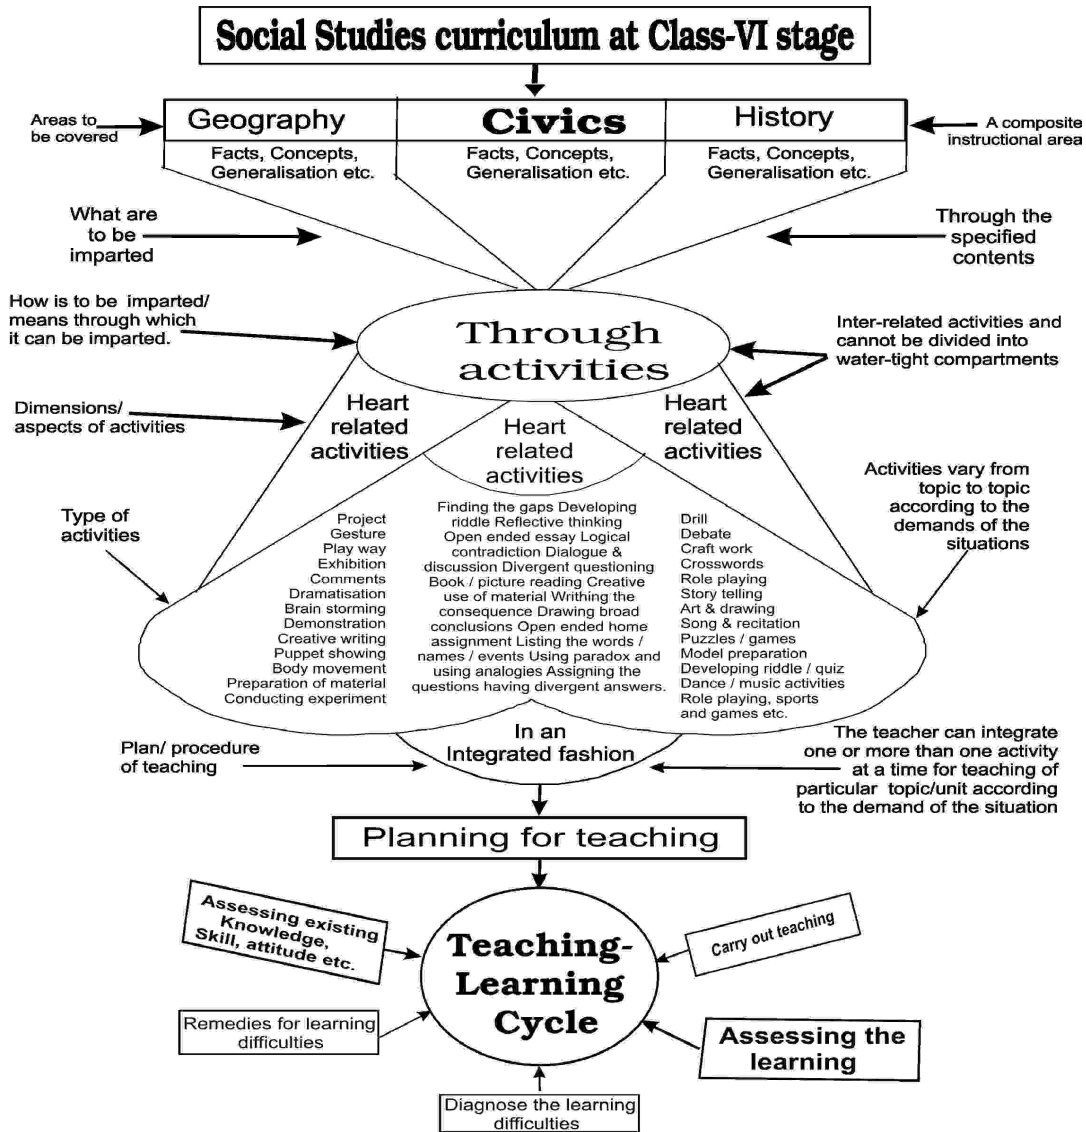 Social Studies curriculum at Class-VI stage
Areas to
be covered
Geography
Civics
History
A composite
instructional area
Facts, Concepts,
Generalisation etc.
Facts, Concepts,
Generalisation etc.
Facts, Concepts,
Generalisation etc.
What are
to be
imparted
Through the
specified
contents
How is to be imparted/
means through which
it can be imparted.
Through
activities
Inter-related activities and
cannot be divided into
water-tight compartments
Dimensions/
aspects of activities
Heart
related
activities
Heart
related
activities
Heart
related
activities
Activities vary from
topic to topic
according to the
demands of the
situations
Type of
activities
Project
Gesture
Play way
Exhibition
Comments
Dramatisation
Brain storming
Demonstration
Creative writing
Puppet showing
Body movement
Preparation of material
Conducting experiment
Finding the gaps Developing
riddle Reflective thinking
Open ended essay Logical
contradiction Dialogue &
discussion Divergent questioning
Book / picture reading Creative
use of material Writhing the
consequence Drawing broad
conclusions Open ended home
assignment Listing the words /
names / events Using paradox and
using analogies Assigning the
questions having divergent answers.
Drill
Debate
Craft work
Crosswords
Role playing
Story telling
Art & drawing
Song & recitation
Puzzles / games
Model preparation
Developing riddle / quiz
Dance / music activities
Role playing, sports
and games etc.
Plan/ procedure
of teaching
In an
Integrated fashion
The teacher can integrate
one or more than one activity
at a time for teaching of
particular topic/unit according
to the demand of the situation
Planning for teaching
Assessing existing
Knowledge,
Skill, attitude etc.
Teaching-
Learning
Cycle
Carry out teaching
Remedies for learning
difficulties
Assessing the
learning
Diagnose the learning
difficulties